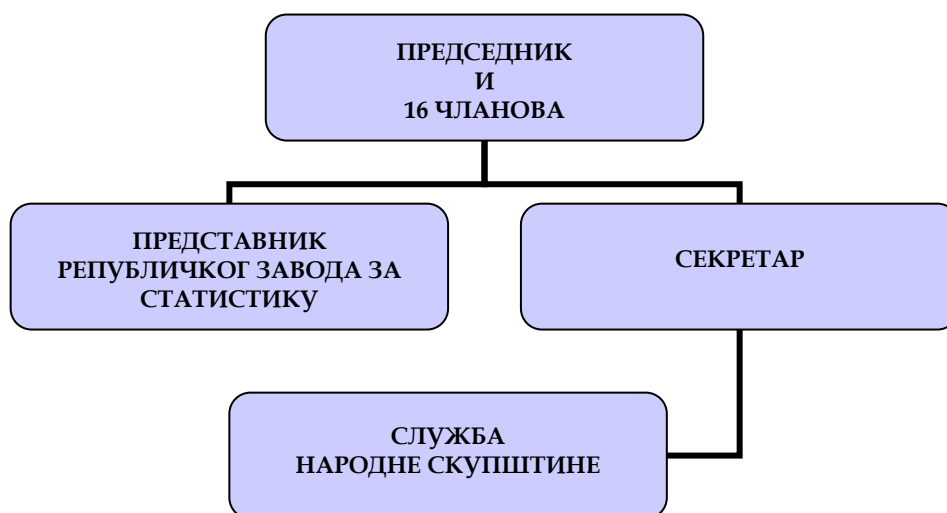 ПРЕДСЕДНИК
И
16 ЧЛАНОВА
ПРЕДСТАВНИК
РЕПУБЛИЧКОГ ЗАВОДА ЗА
СТАТИСТИКУ
СЕКРЕТАР
СЛУЖБА
НАРОДНЕ СКУПШТИНЕ